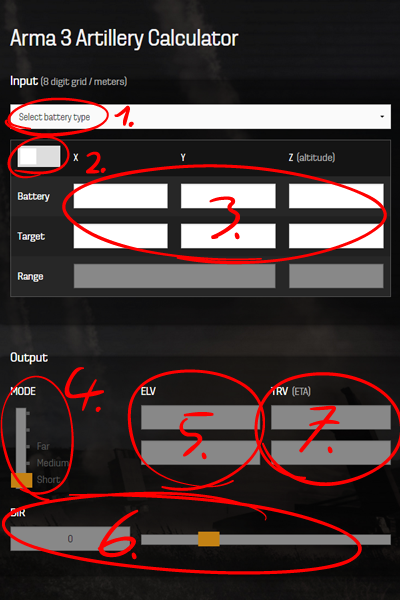 Arma 3 Artillery Calculator
Input (8 digit grid / meters)
Select battery type 1.
2. X Y Z (altitude)
Battery
3.
Target
Range
Output
MODE 4. ELV TRV (ETA)
5. 7.
Far
Medium
Short
DIR
0 6.